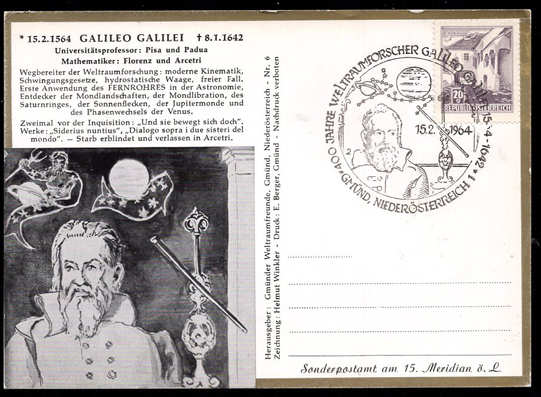 * 15.2.1564 GALILEO GALILEI † 8.1.1642
Universitätsprofessor: Pisa und Padua
Mathematiker: Florenz und Arcetri
Wegbereiter der Weltraumforschung: moderne Kinematik,
Schwingungsgesetze, hydrostatische Waage, freier Fall.
Erste Anwendung des FERNROHRES in der Astronomie,
Entdecker der Mondlandschaften, der Mondlibration, des
Saturnringes, der Sonnenflecken, der Jupitermonde und
des Phasenwechsels der Venus.
Zweimal vor der Inquisition: „Und sie bewegt sich doch".
Werke: „Siderius nuntius", „Dialogo sopra i due sisteri del
mondo". — Starb erblindet und verlassen in Arcetri.
Herausgeber: Gmünder Weltraumfreunde, Gmünd, Niederösterreich - Nr. 6
Zeichnung: Helmut Winkler - Druck: E. Berger, Gmünd - Nachdruck verboten
400 JAHRE WELTRAUMFORSCHER GALILEO
15.2. 1964
GMÜND, NIEDERÖSTERREICH 1
20
REPUBLIK ÖSTERREICH
Sonderpostamt am 15. Meridian ö. L.